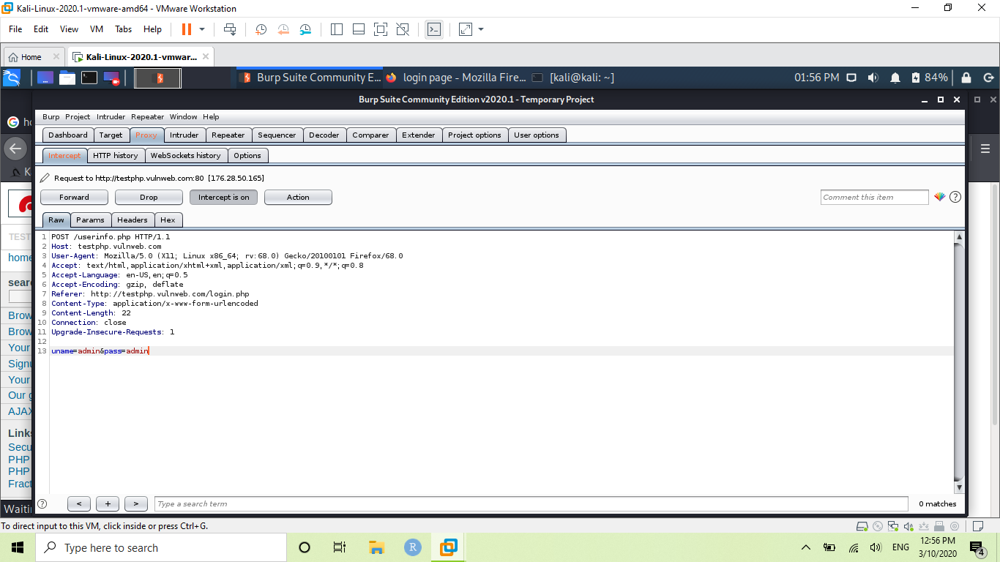 Kali-Linux-2020.1-vmware-amd64 - VMware Workstation
File Edit View VM Tabs Help
Home Kali-Linux-2020.1-vmwar...
Burp Suite Community E... login page - Mozilla Fire... [kali@kali: ~] 01:56 PM 84%
Burp Suite Community Edition v2020.1 - Temporary Project
Burp Project Intruder Repeater Window Help
Dashboard Target Proxy Intruder Repeater Sequencer Decoder Comparer Extender Project options User options
Intercept HTTP history WebSockets history Options
Request to http://testphp.vulnweb.com:80 [176.28.50.165]
Forward Drop Intercept is on Action Comment this item
Raw Params Headers Hex
1 POST /userinfo.php HTTP/1.1
2 Host: testphp.vulnweb.com
3 User-Agent: Mozilla/5.0 (X11; Linux x86_64; rv:68.0) Gecko/20100101 Firefox/68.0
4 Accept: text/html,application/xhtml+xml,application/xml;q=0.9,*/*;q=0.8
5 Accept-Language: en-US,en;q=0.5
6 Accept-Encoding: gzip, deflate
7 Referer: http://testphp.vulnweb.com/login.php
8 Content-Type: application/x-www-form-urlencoded
9 Content-Length: 22
10 Connection: close
11 Upgrade-Insecure-Requests: 1
12
13 uname=admin&pass=admin
TEST
home
sear
Brow
Brow
Your
Signu
Your
Our g
AJAX
Links
Secu
PHP
PHP
Fract
< + > Type a search term 0 matches
Waitin
To direct input to this VM, click inside or press Ctrl+G.
Type here to search R ENG 12:56 PM
3/10/2020 4